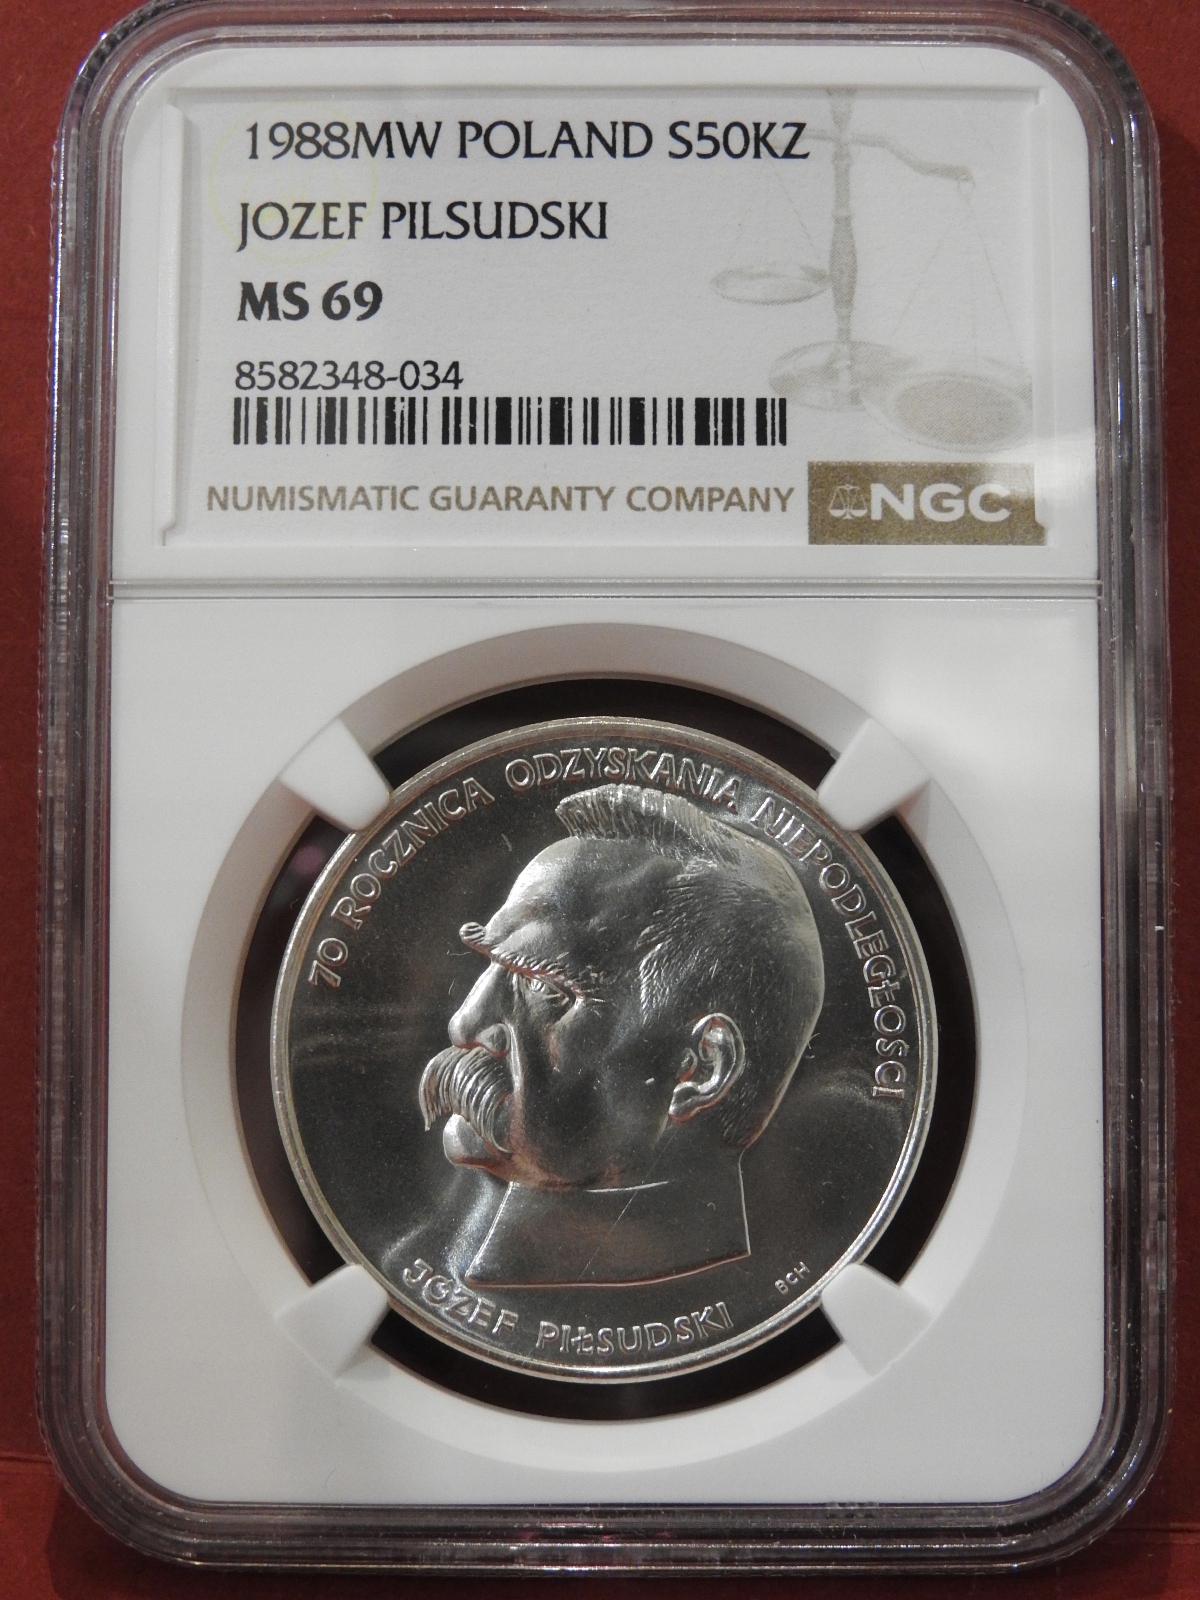 1988MW POLAND S50KZ
JOZEF PILSUDSKI
MS 69
8582348-034
NUMISMATIC GUARANTY COMPANY NGC
70 ROCZNICA ODZYSKANIA NIEPODLEGŁOŚCI
BCH
JÓZEF PIŁSUDSKI